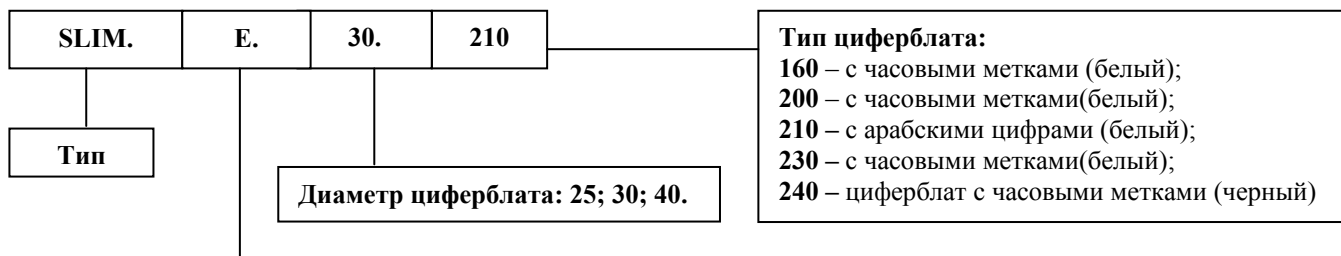 SLIM. E. 30. 210
Тип
Диаметр циферблата: 25; 30; 40.
Тип циферблата:
160 – с часовыми метками (белый);
200 – с часовыми метками(белый);
210 – с арабскими цифрами (белый);
230 – с часовыми метками(белый);
240 – циферблат с часовыми метками (черный)